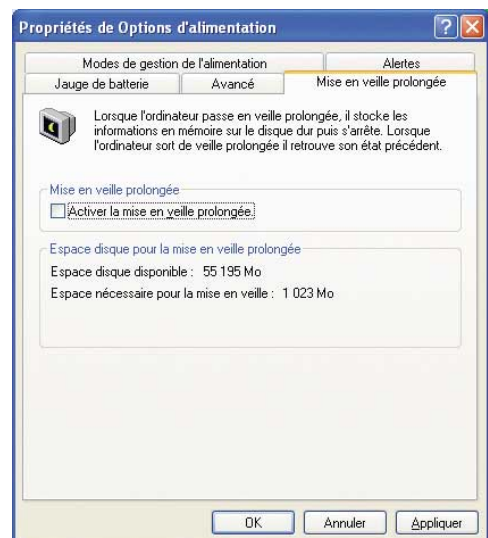 Propriétés de Options d'alimentation
Modes de gestion de l'alimentation
Alertes
Jauge de batterie
Avancé
Mise en veille prolongée
Lorsque l'ordinateur passe en veille prolongée, il stocke les
informations en mémoire sur le disque dur puis s'arrête. Lorsque
l'ordinateur sort de veille prolongée il retrouve son état précédent.
Mise en veille prolongée
Activer la mise en veille prolongée.
Espace disque pour la mise en veille prolongée
Espace disque disponible : 55 195 Mo
Espace nécessaire pour la mise en veille : 1 023 Mo
OK
Annuler
Appliquer